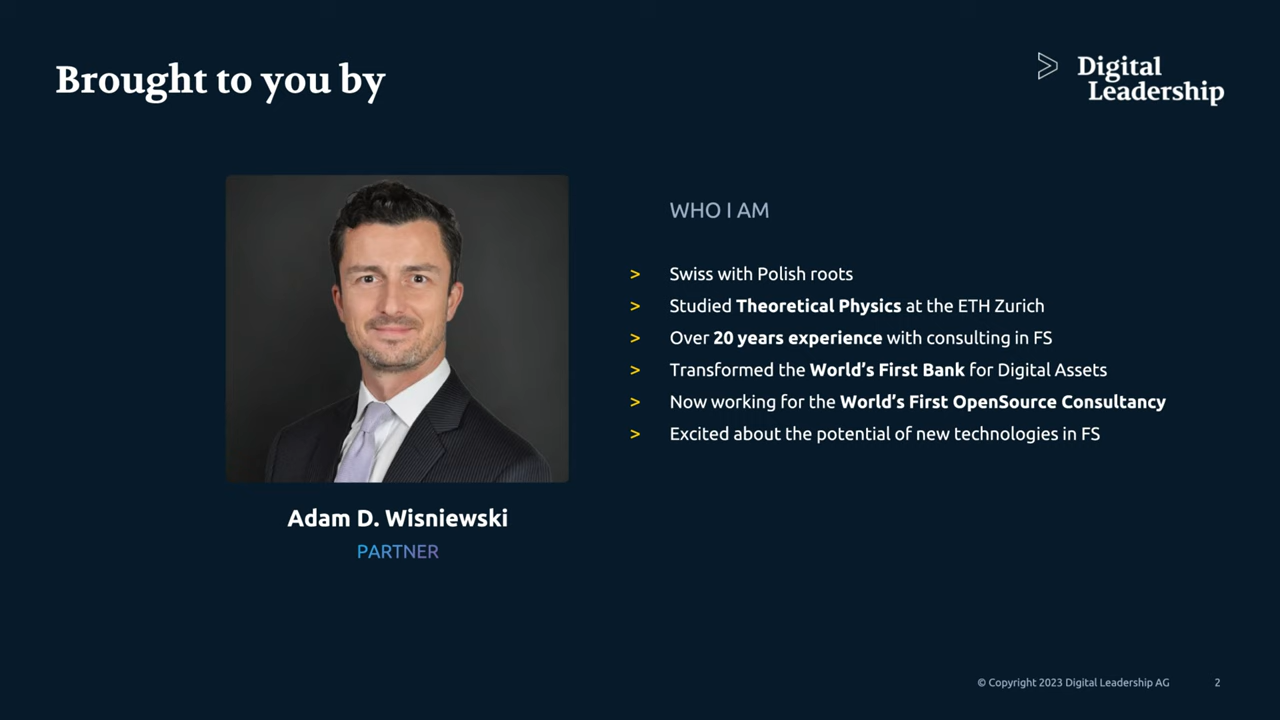 Brought to you by
Digital
Leadership
WHO I AM
> Swiss with Polish roots
> Studied Theoretical Physics at the ETH Zurich
> Over 20 years experience with consulting in FS
> Transformed the World's First Bank for Digital Assets
> Now working for the World's First OpenSource Consultancy
> Excited about the potential of new technologies in FS
Adam D. Wisniewski
PARTNER
© Copyright 2023 Digital Leadership AG 2